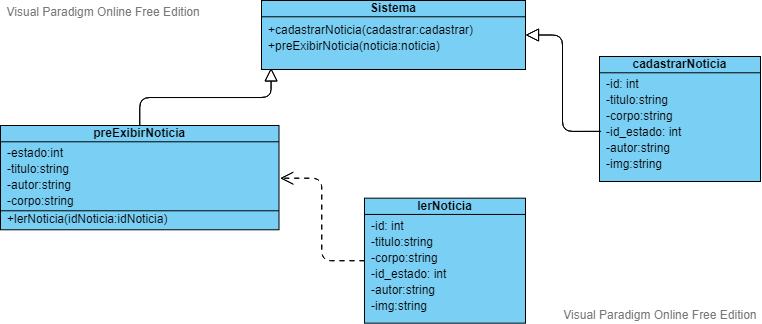 Visual Paradigm Online Free Edition
Sistema
+cadastrarNoticia(cadastrar:cadastrar)
+preExibirNoticia(noticia:noticia)
cadastrarNoticia
-id: int
-titulo:string
-corpo:string
-id_estado: int
-autor:string
-img:string
preExibirNoticia
-estado:int
-titulo:string
-autor:string
-corpo:string
+lerNoticia(idNoticia:idNoticia)
lerNoticia
-id: int
-titulo:string
-corpo:string
-id_estado: int
-autor:string
-img:string
Visual Paradigm Online Free Edition